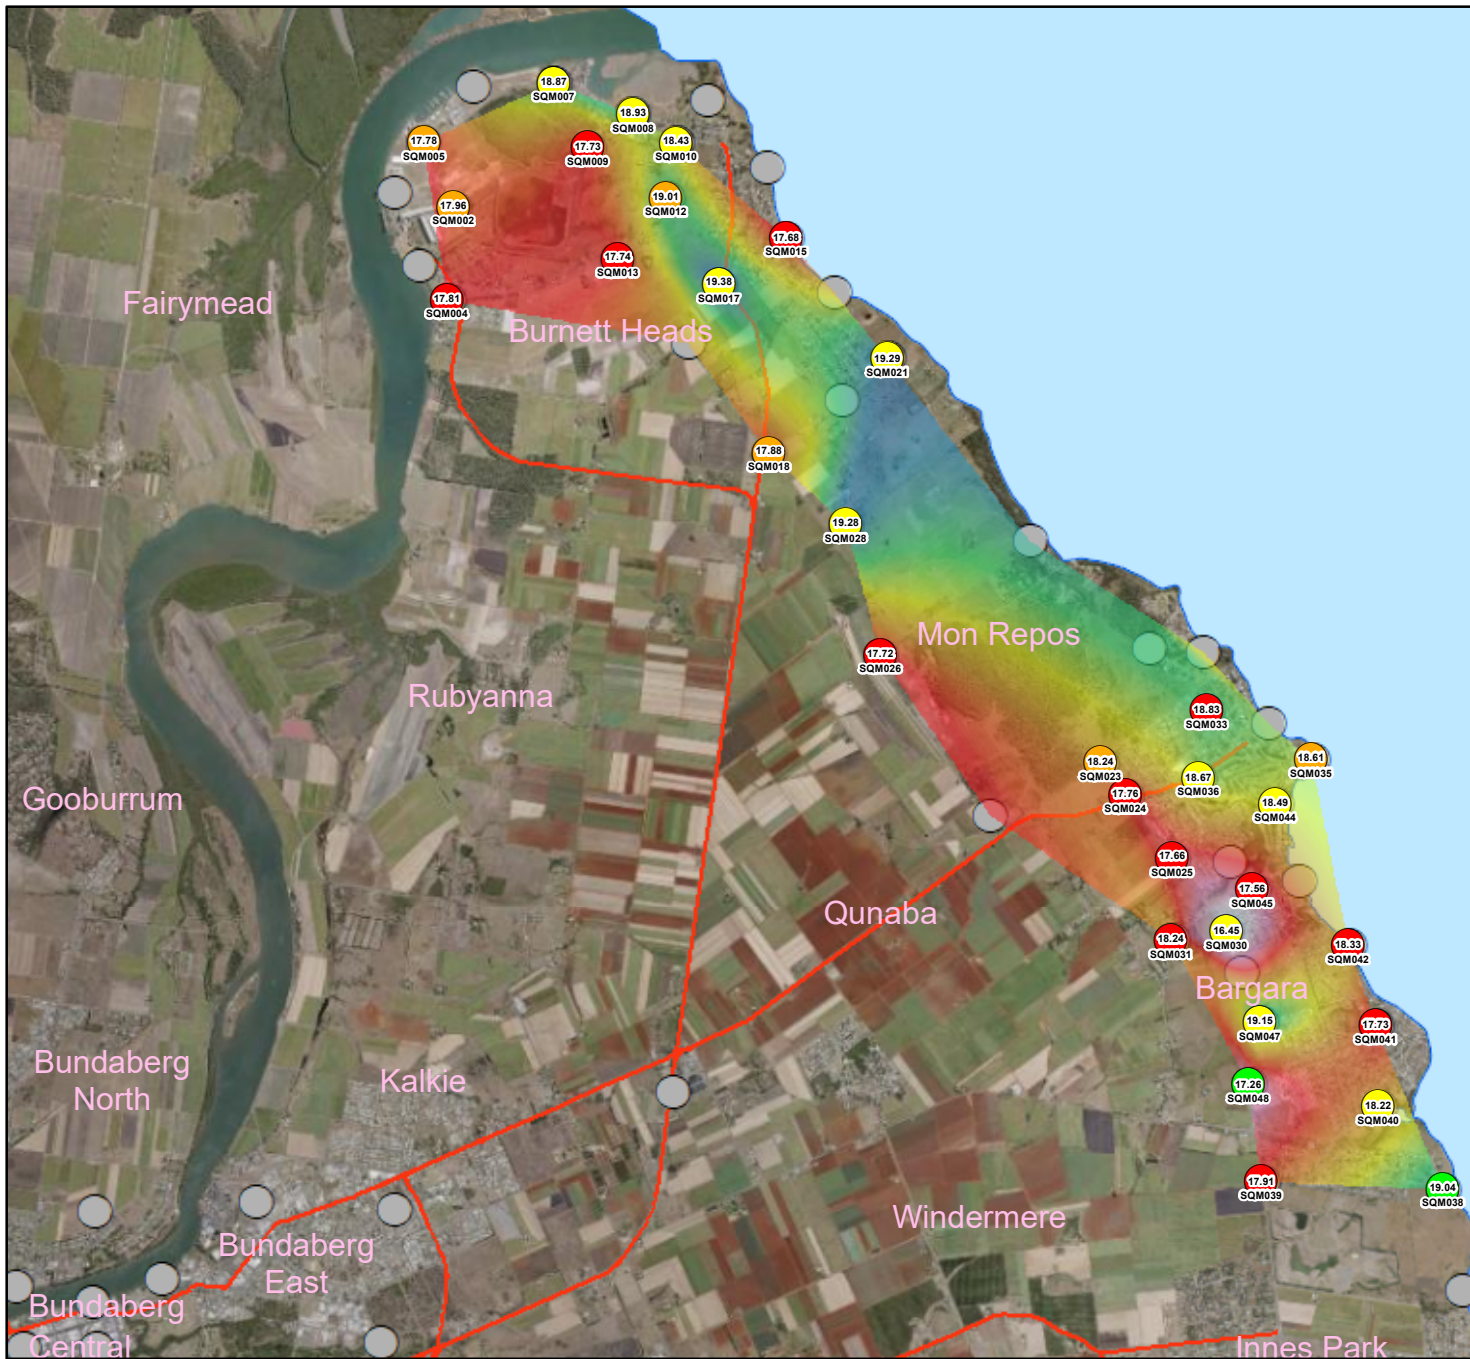 18.87
SQM007
18.93
SQM008
17.78
SQM005
17.73
SQM009
18.43
SQM010
17.96
SQM002
19.01
SQM012
17.68
SQM015
17.74
SQM013
19.38
SQM017
17.81
SQM004
Fairymead
Burnett Heads
19.29
SQM021
17.88
SQM018
19.28
SQM028
Mon Repos
17.72
SQM026
Rubyanna
18.83
SQM033
18.24
SQM023
18.61
SQM035
18.67
SQM036
17.76
SQM024
18.49
SQM044
Gooburrum
17.66
SQM025
17.56
SQM045
Qunaba
16.45
SQM030
18.24
SQM031
18.33
SQM042
Bargara
19.15
SQM047
17.73
SQM041
Bundaberg
North
Kalkie
17.26
SQM048
18.22
SQM040
17.91
SQM039
19.04
SQM038
Windermere
Bundaberg
East
Bundaberg
Central
Innes Park